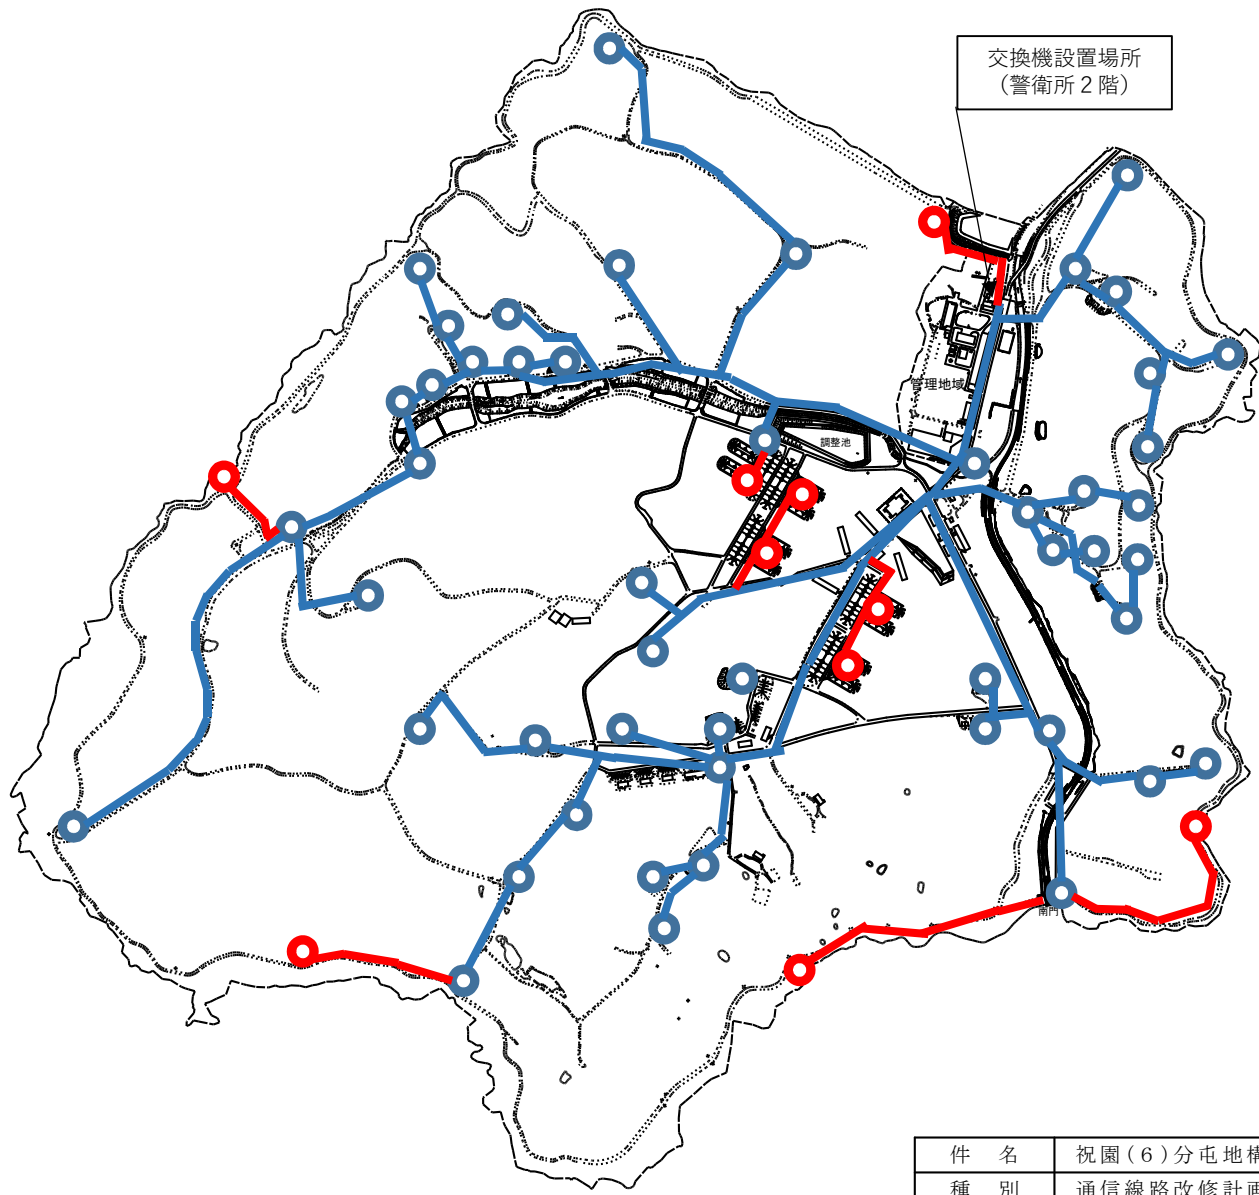 交換機設置場所
(警衛所２階)
管理地域
調整池
南門
件 名 祝園(６)分屯地構
種 別 通信線路改修計画